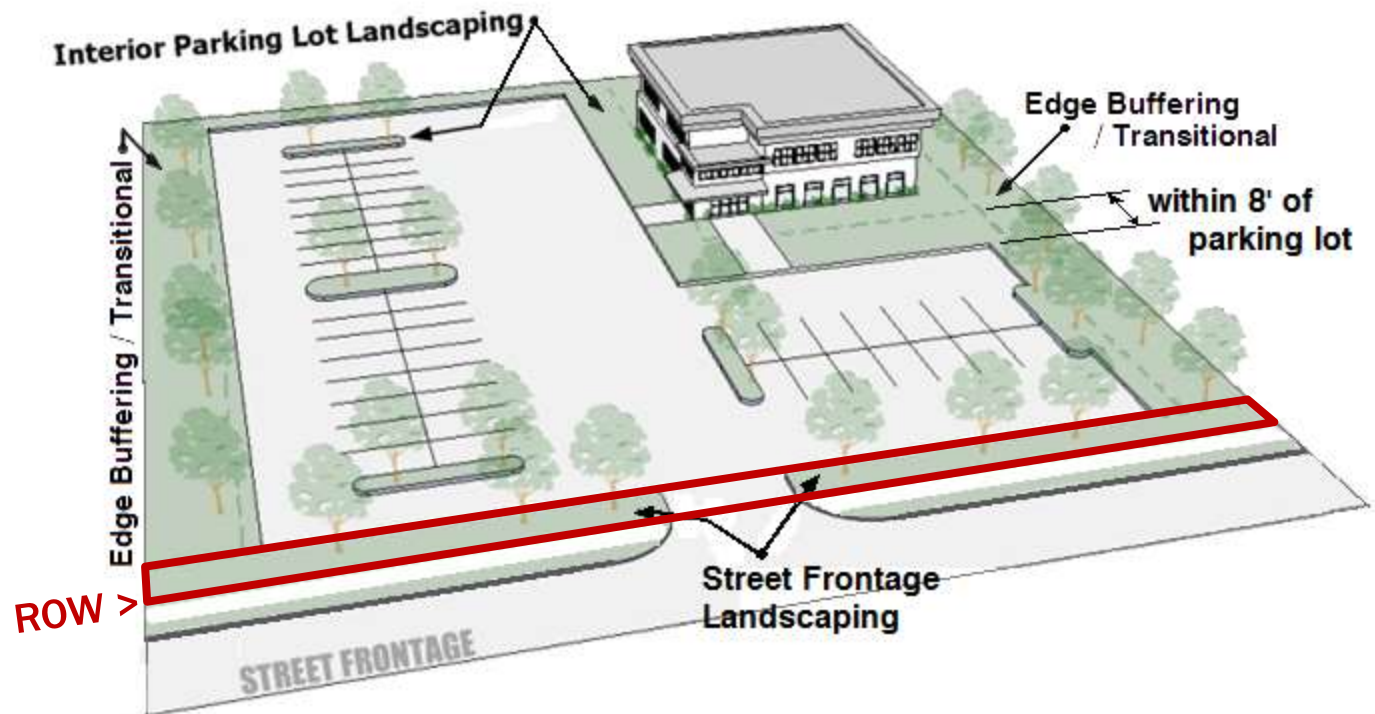 Interior Parking Lot Landscaping
Edge Buffering
/ Transitional
within 8' of
parking lot
Edge Buffering / Transitional
Street Frontage
Landscaping
ROW >
STREET FRONTAGE